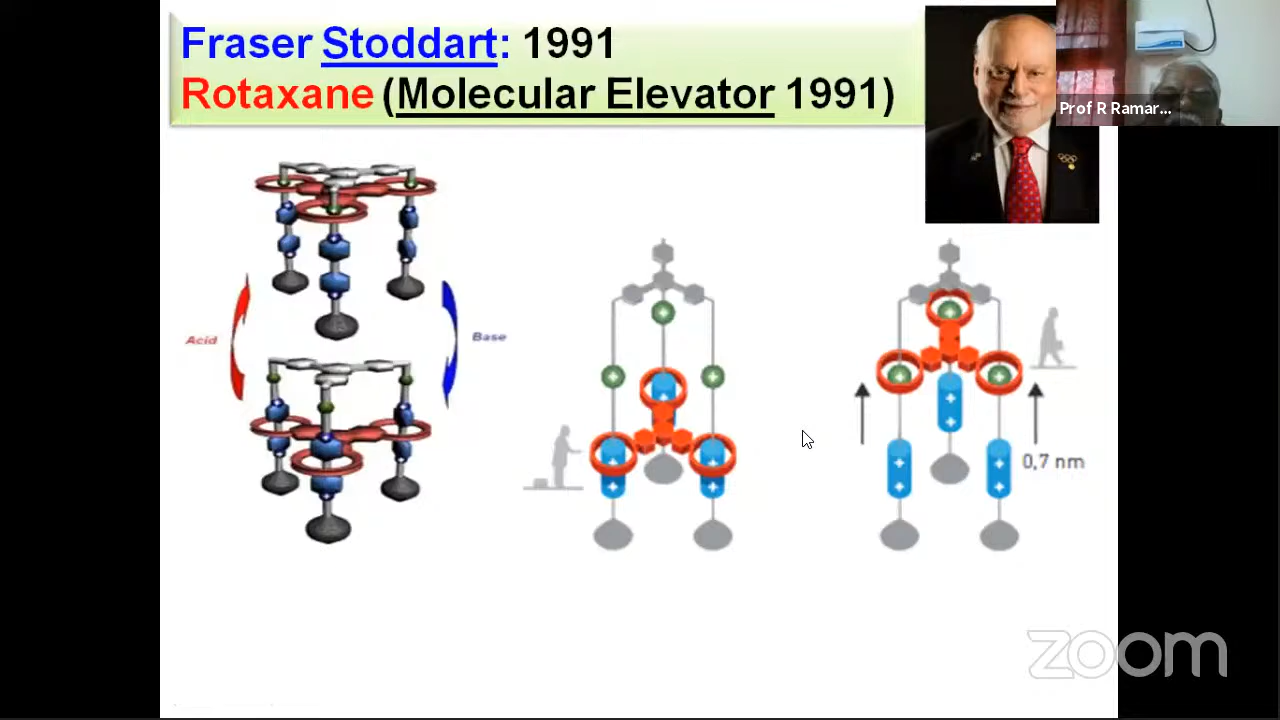 Fraser Stoddart: 1991
Rotaxane (Molecular Elevator 1991)
Prof R Ramar...
Acid
Base
0,7 nm
zoom